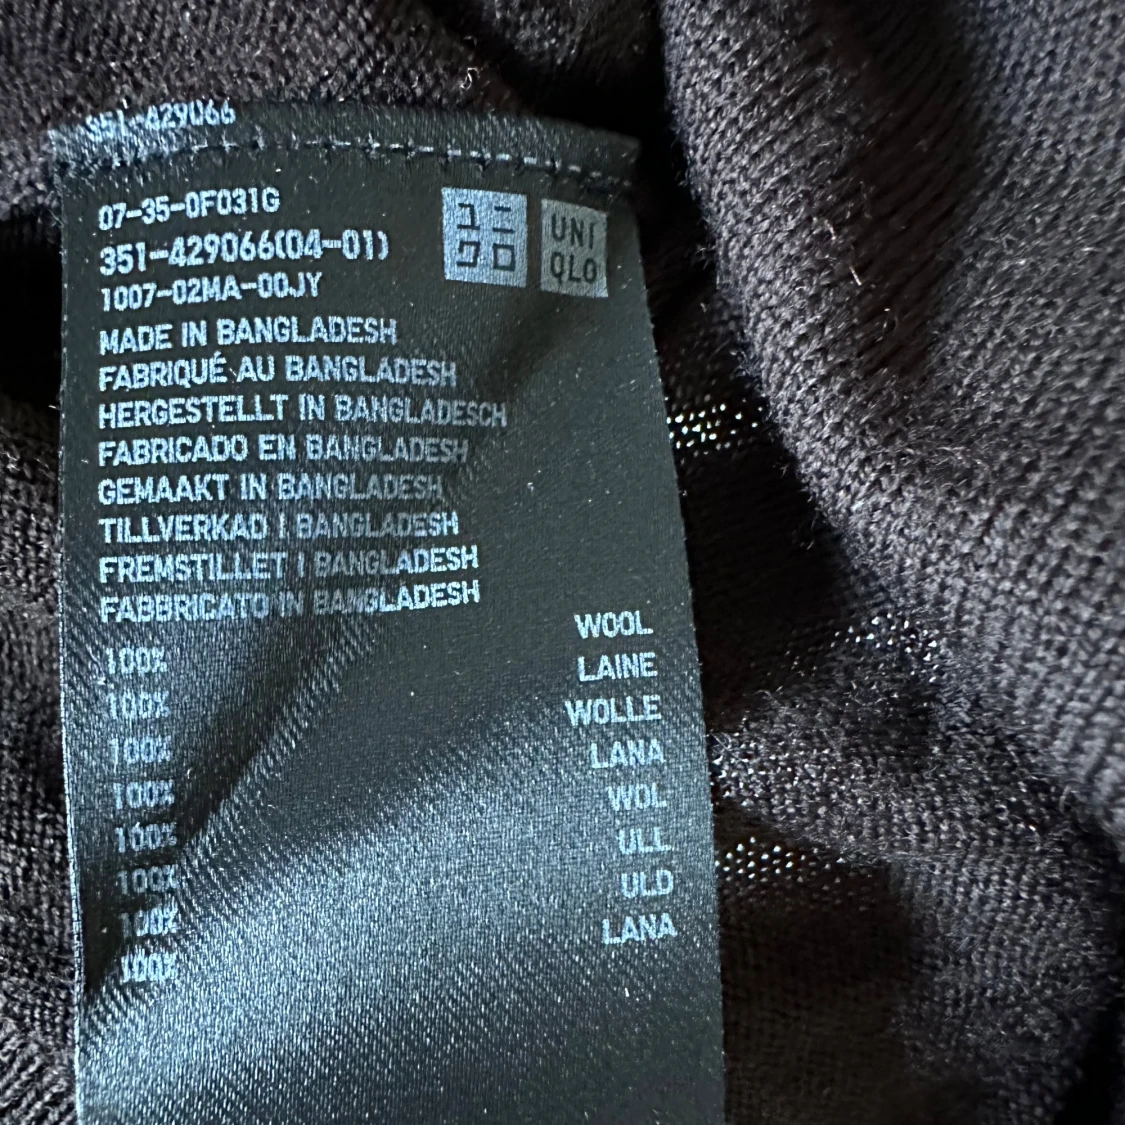 351-429066
07-35-0F031G
351-429066(04-01)
1007-02MA-00JY
ユニ
クロ
UNI
QLO
MADE IN BANGLADESH
FABRIQUÉ AU BANGLADESH
HERGESTELLT IN BANGLADESCH
FABRICADO EN BANGLADESH
GEMAAKT IN BANGLADESH
TILLVERKAD I BANGLADESH
FREMSTILLET I BANGLADESH
FABBRICATO IN BANGLADESH
100% WOOL
100% LAINE
100% WOLLE
100% LANA
100% WOL
100% ULL
100% ULD
100% LANA